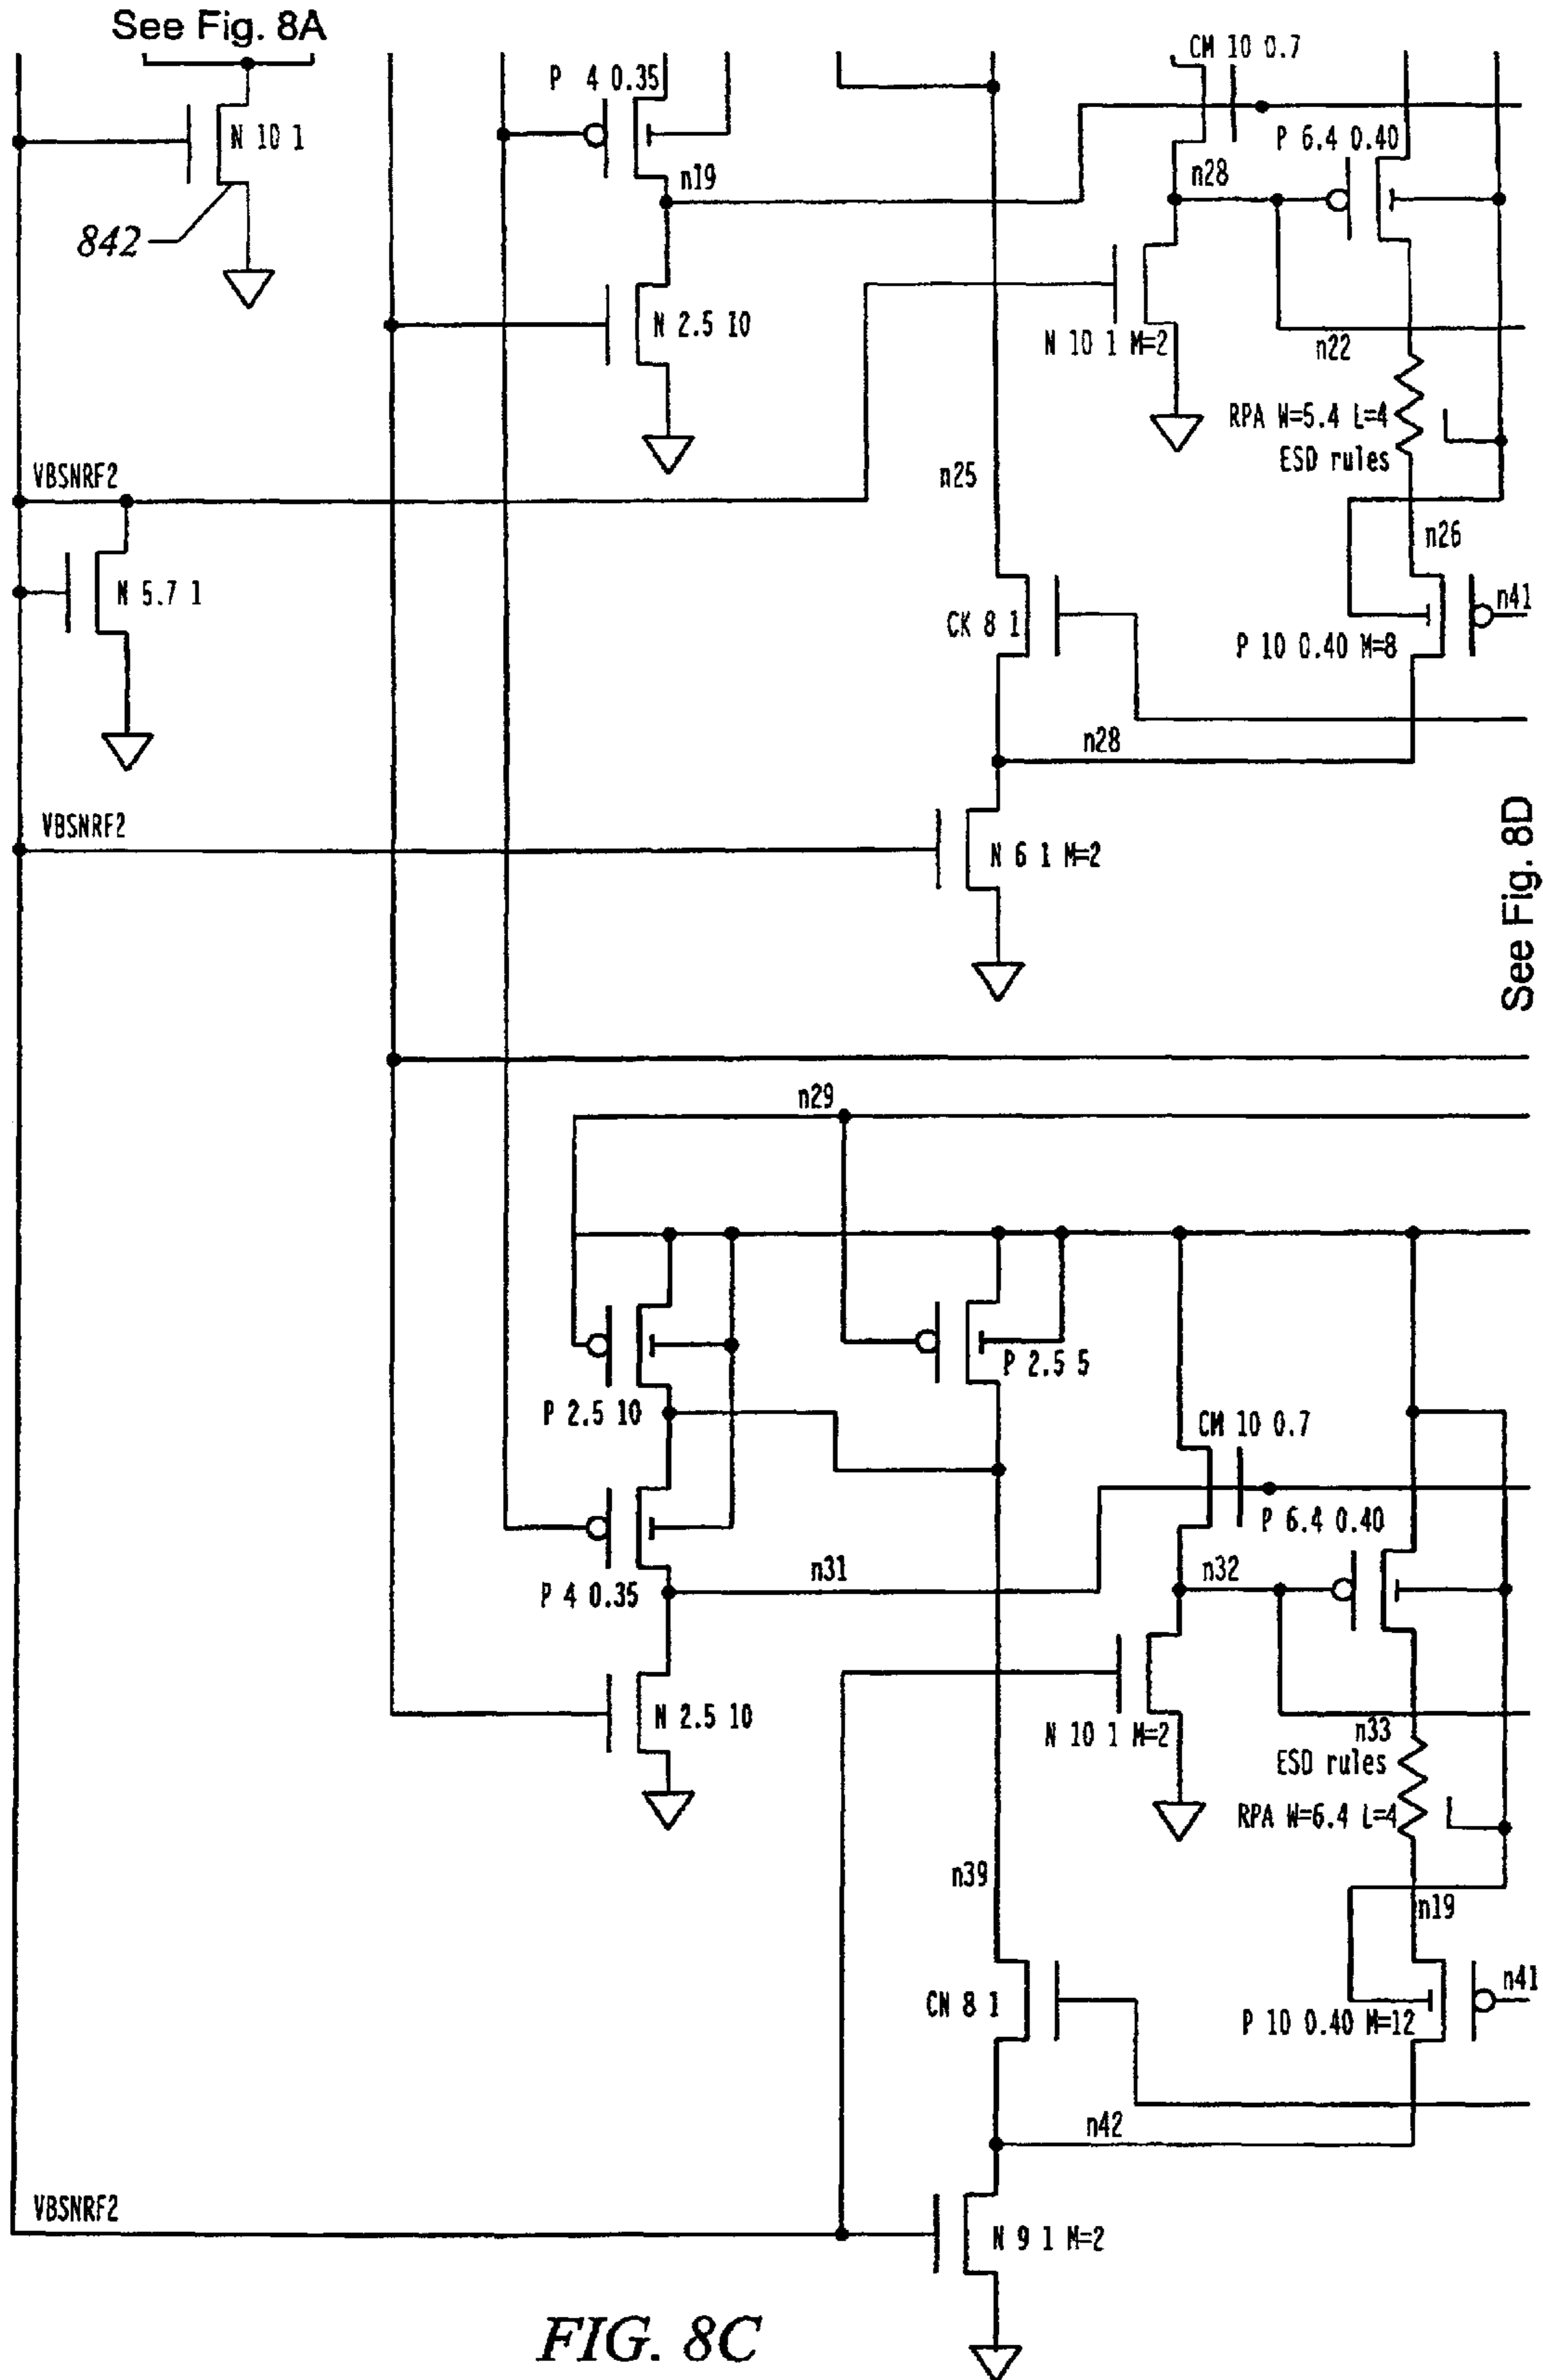 See Fig. 8A
CM 10 0.7
P 4 0.35
N 10 1
P 6.4 0.40
n19
n28
842
N 2.5 10
N 10 1 M=2
n22
RPA W=5.4 L=4
ESD rules
VBSNRF2
n25
n26
N 5.7 1
n41
CK 8 1
P 10 0.40 M=8
n28
VBSNRF2
N 6 1 M=2
See Fig. 8D
n29
P 2.5 5
P 2.5 10
CM 10 0.7
P 6.4 0.40
n31
n32
P 4 0.35
N 2.5 10
N 10 1 M=2
n33
ESD rules
RPA W=6.4 L=4
n39
n19
n41
CN 8 1
P 10 0.40 M=12
n42
VBSNRF2
N 9 1 M=2
FIG. 8C